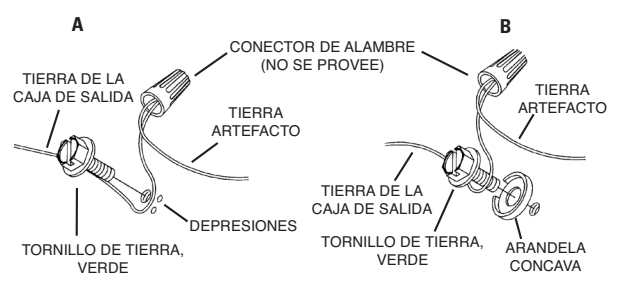 A
B
CONECTOR DE ALAMBRE
(NO SE PROVEE)
TIERRA DE LA
CAJA DE SALIDA
TIERRA
ARTEFACTO
TIERRA
ARTEFACTO
DEPRESIONES
TORNILLO DE TIERRA,
VERDE
TIERRA DE LA
CAJA DE SALIDA
TORNILLO DE TIERRA,
VERDE
ARANDELA
CONCAVA